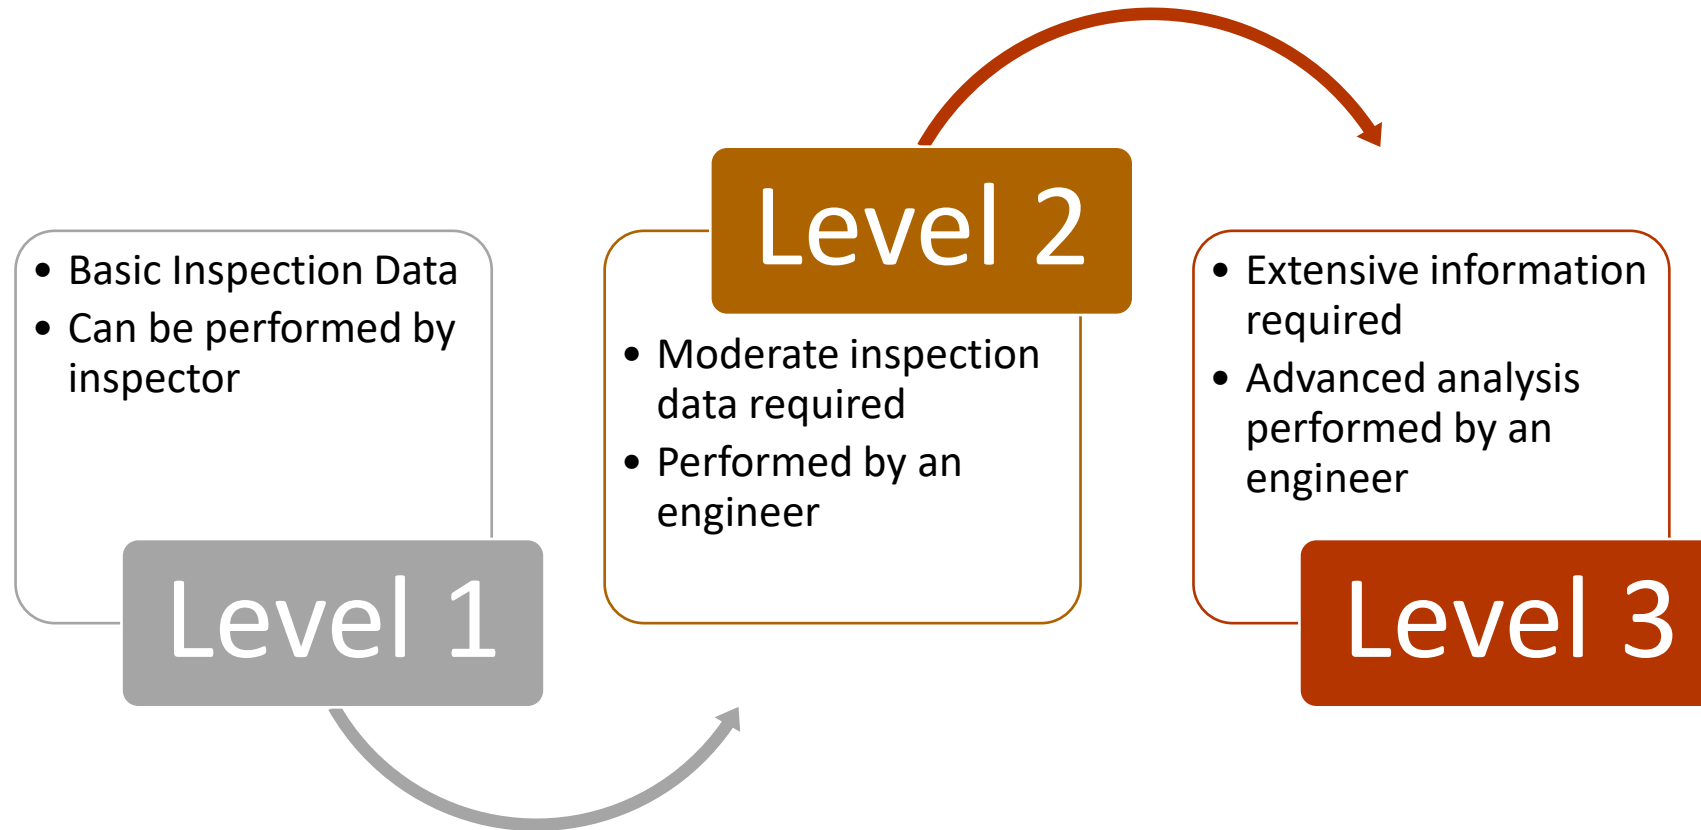 • Basic Inspection Data
• Can be performed by
inspector
Level 1
Level 2
• Moderate inspection
data required
• Performed by an
engineer
• Extensive information
required
• Advanced analysis
performed by an
engineer
Level 3